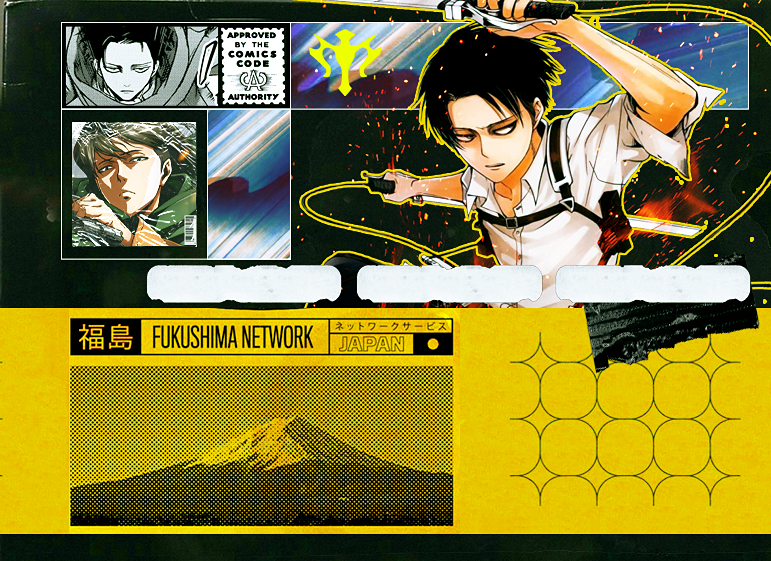 APPROVED
BY THE
COMICS
CODE
AUTHORITY
福島
FUKUSHIMA NETWORK
ネットワークサービス
JAPAN